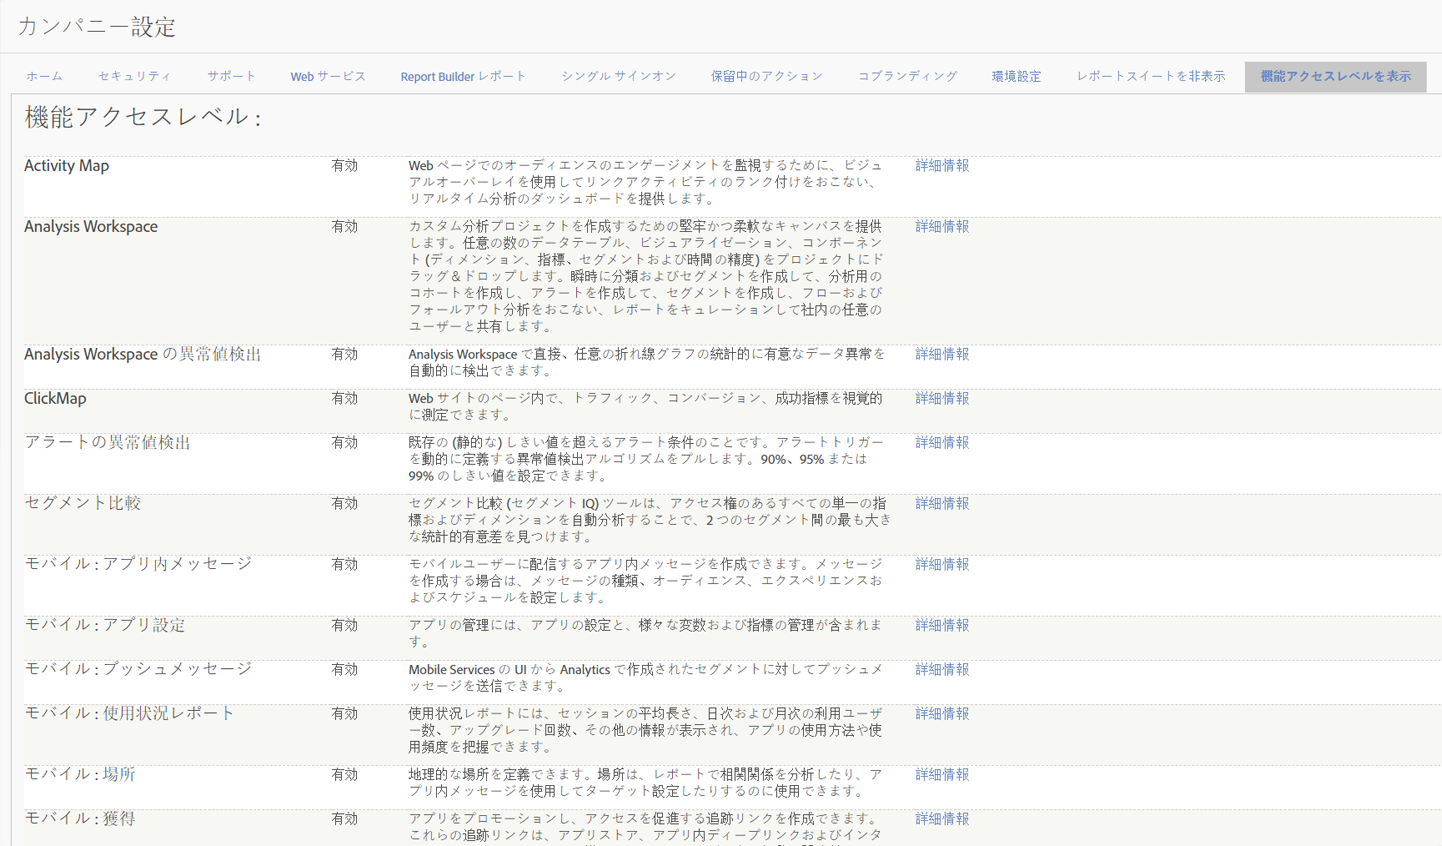 カンパニー設定
ホーム セキュリティ サポート Web サービス Report Builder レポート シングル サインオン 保留中のアクション コブランディング 環境設定 レポートスイートを非表示 機能アクセスレベルを表示
機能アクセスレベル :
Activity Map 有効 Web ページでのオーディエンスのエンゲージメントを監視するために、ビジュ 詳細情報
アルオーバーレイを使用してリンクアクティビティのランク付けをおこない、
リアルタイム分析のダッシュボードを提供します。
Analysis Workspace 有効 カスタム分析プロジェクトを作成するための堅牢かつ柔軟なキャンバスを提供 詳細情報
します。任意の数のデータテーブル、ビジュアライゼーション、コンポーネン
ト (ディメンション、指標、セグメントおよび時間の精度) をプロジェクトにド
ラッグ＆ドロップします。瞬時に分類およびセグメントを作成して、分析用の
コホートを作成し、アラートを作成して、セグメントを作成し、フローおよび
フォールアウト分析をおこない、レポートをキュレーションして社内の任意の
ユーザーと共有します。
Analysis Workspace の異常値検出 有効 Analysis Workspace で直接、任意の折れ線グラフの統計的に有意なデータ異常を 詳細情報
自動的に検出できます。
ClickMap 有効 Web サイトのページ内で、トラフィック、コンバージョン、成功指標を視覚的 詳細情報
に測定できます。
アラートの異常値検出 有効 既存の (静的な) しきい値を超えるアラート条件のことです。アラートトリガー 詳細情報
を動的に定義する異常値検出アルゴリズムをプルします。90%、95% または
99% のしきい値を設定できます。
セグメント比較 有効 セグメント比較 (セグメント IQ) ツールは、アクセス権のあるすべての単一の指 詳細情報
標およびディメンションを自動分析することで、2 つのセグメント間の最も大き
な統計的有意差を見つけます。
モバイル : アプリ内メッセージ 有効 モバイルユーザーに配信するアプリ内メッセージを作成できます。メッセージ 詳細情報
を作成する場合は、メッセージの種類、オーディエンス、エクスペリエンスお
よびスケジュールを設定します。
モバイル : アプリ設定 有効 アプリの管理には、アプリの設定と、様々な変数および指標の管理が含まれま 詳細情報
す。
モバイル : プッシュメッセージ 有効 Mobile Services の UI から Analytics で作成されたセグメントに対してプッシュメ 詳細情報
ッセージを送信できます。
モバイル : 使用状況レポート 有効 使用状況レポートには、セッションの平均長さ、日次および月次の利用ユーザ 詳細情報
ー数、アップグレード回数、その他の情報が表示され、アプリの使用方法や使
用頻度を把握できます。
モバイル : 場所 有効 地理的な場所を定義できます。場所は、レポートで相関関係を分析したり、ア 詳細情報
プリ内メッセージを使用してターゲット設定したりするのに使用できます。
モバイル : 獲得 有効 アプリをプロモーションし、アクセスを促進する追跡リンクを作成できます。 詳細情報
これらの追跡リンクは、アプリストア、アプリ内ディープリンクおよびインタ